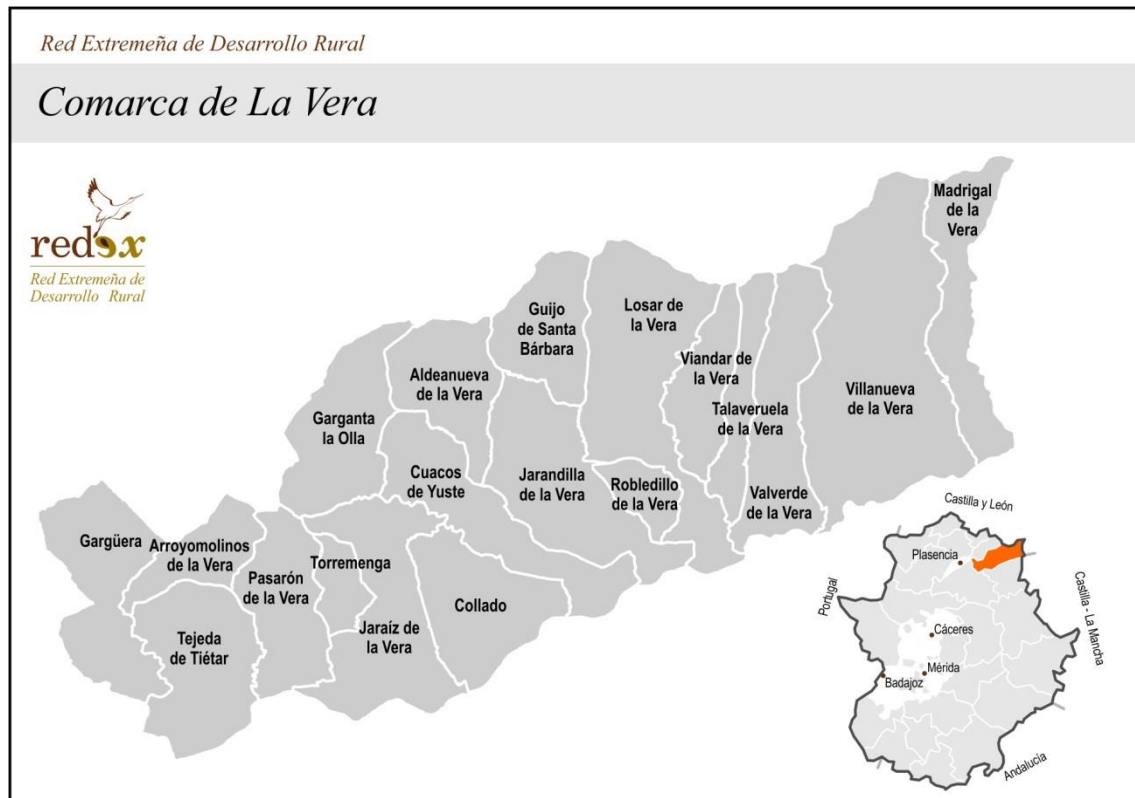 Red Extremeña de Desarrollo Rural
Comarca de La Vera
redex
Red Extremeña de
Desarrollo Rural
Madrigal
de la
Vera
Guijo
de Santa
Bárbara
Losar de
la Vera
Viandar de
la Vera
Aldeanueva
de la Vera
Talaveruela
de la Vera
Villanueva
de la Vera
Garganta
la Olla
Cuacos
de Yuste
Jarandilla
de la Vera
Robledillo
de la Vera
Valverde
de la Vera
Gargüera
Arroyomolinos
de la Vera
Pasarón
de la Vera
Torremenga
Collado
Jaraíz de
la Vera
Tejeda
de Tiétar
Castilla y León
Plasencia
Portugal
Castilla - La Mancha
Cáceres
Mérida
Badajoz
Andalucía